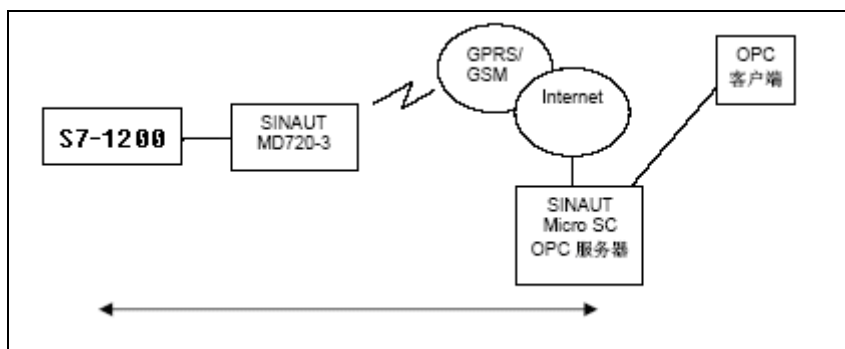 S7-1200
SINAUT
MD720-3
GPRS/
GSM
Internet
OPC
客户端
SINAUT
Micro SC
OPC 服务器